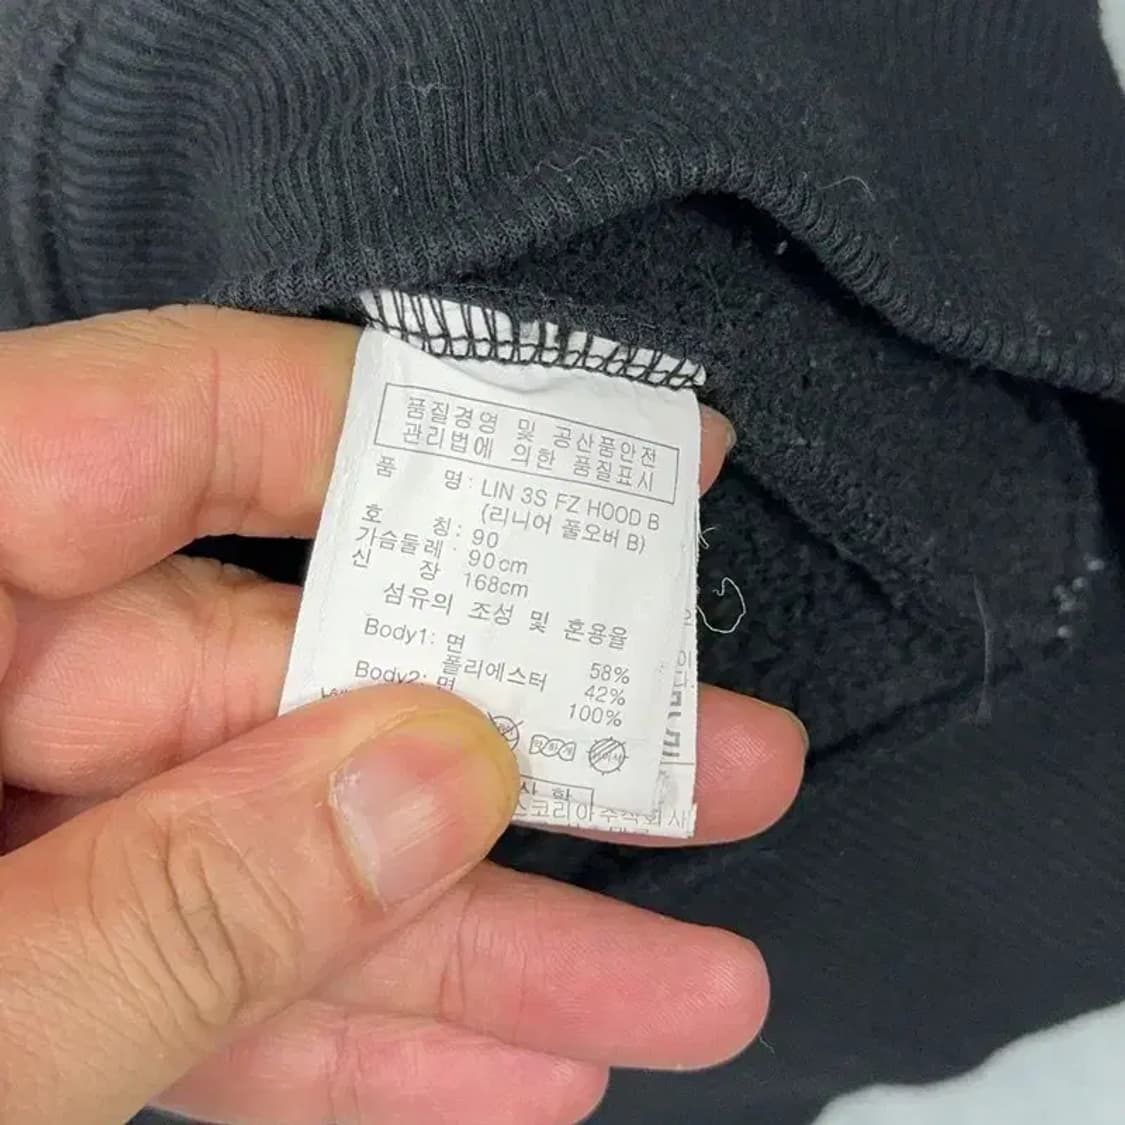 품질경영 및 공산품안전
관리법에 의한 품질표시
품 명: LIN 3S FZ HOOD B
(리니어 풀오버 B)
호 칭: 90
가슴둘레: 90cm
신 장 168cm
섬유의 조성 및 혼용율
Body1: 면 58%
폴리에스터 42%
Body2: 면 100%